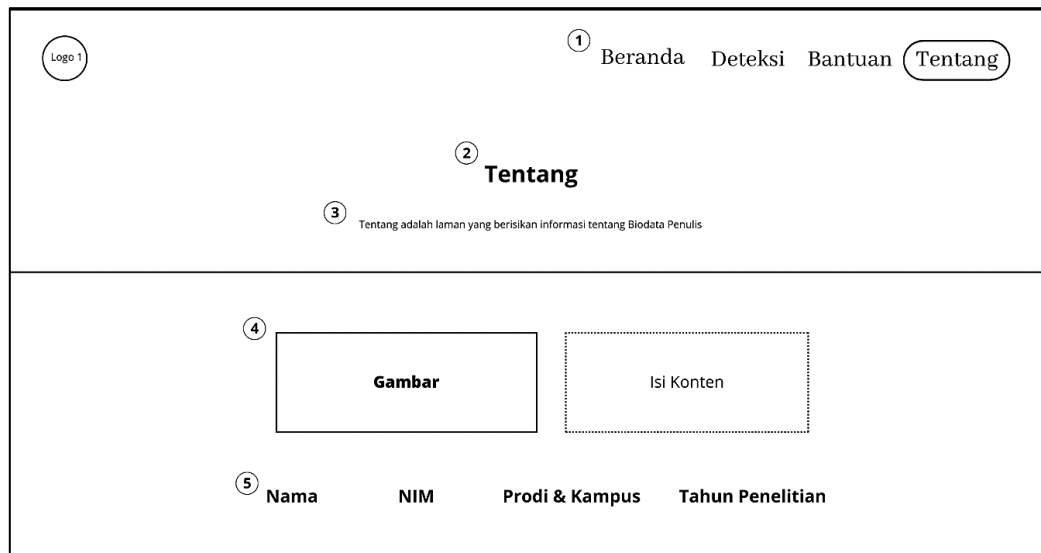 Logo 1
1 Beranda Deteksi Bantuan Tentang
2
Tentang
3
Tentang adalah laman yang berisikan informasi tentang Biodata Penulis
4
Gambar Isi Konten
5
Nama NIM Prodi & Kampus Tahun Penelitian